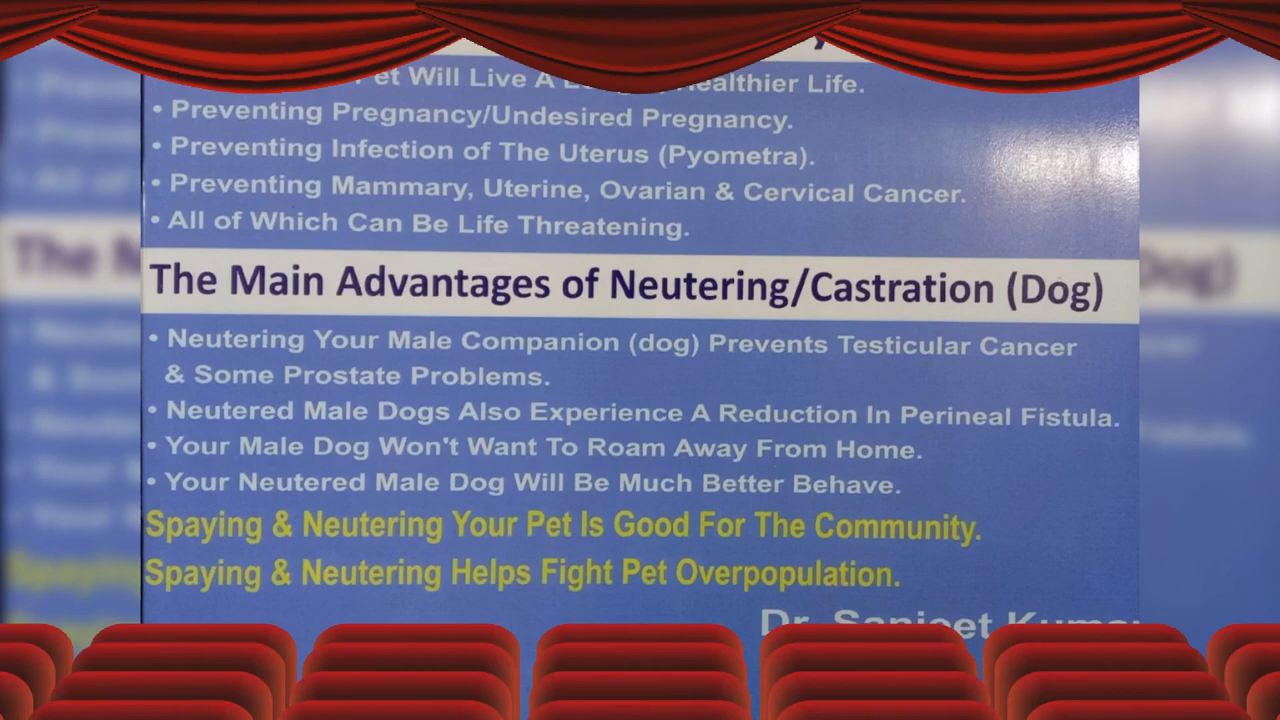 et Will Live A ealthier Life.
• Preventing Pregnancy/Undesired Pregnancy.
• Preventing Infection of The Uterus (Pyometra).
• Preventing Mammary, Uterine, Ovarian & Cervical Cancer.
• All of Which Can Be Life Threatening.
The Main Advantages of Neutering/Castration (Dog)
• Neutering Your Male Companion (dog) Prevents Testicular Cancer
& Some Prostate Problems.
• Neutered Male Dogs Also Experience A Reduction In Perineal Fistula.
• Your Male Dog Won't Want To Roam Away From Home.
• Your Neutered Male Dog Will Be Much Better Behave.
Spaying & Neutering Your Pet Is Good For The Community.
Spaying & Neutering Helps Fight Pet Overpopulation.
Dr. Sanjeet Kumar